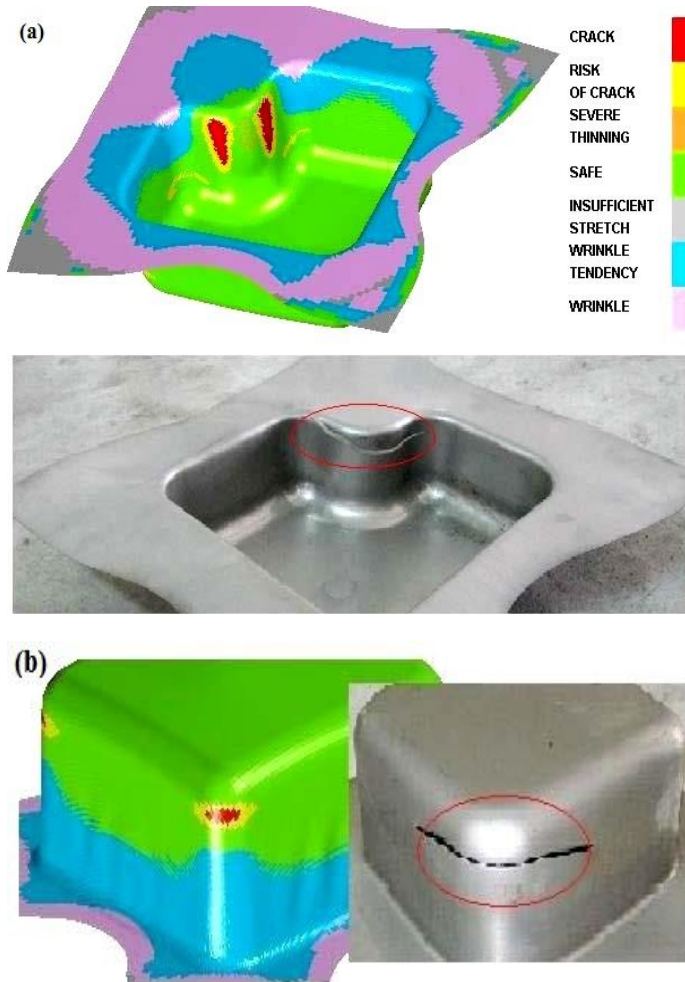 (a)
CRACK
RISK
OF CRACK
SEVERE
THINNING
SAFE
INSUFFICIENT
STRETCH
WRINKLE
TENDENCY
WRINKLE
(b)